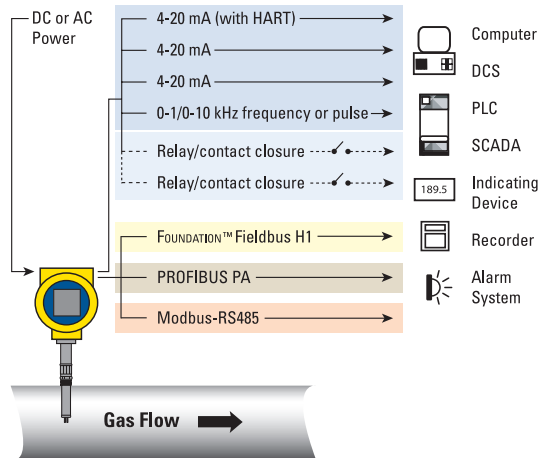 DC or AC
Power
4-20 mA (with HART)
4-20 mA
4-20 mA
0-1/0-10 kHz frequency or pulse
Relay/contact closure
Relay/contact closure
FOUNDATION™ Fieldbus H1
PROFIBUS PA
Modbus-RS485
Computer
DCS
PLC
SCADA
189.5
Indicating
Device
Recorder
Alarm
System
Gas Flow